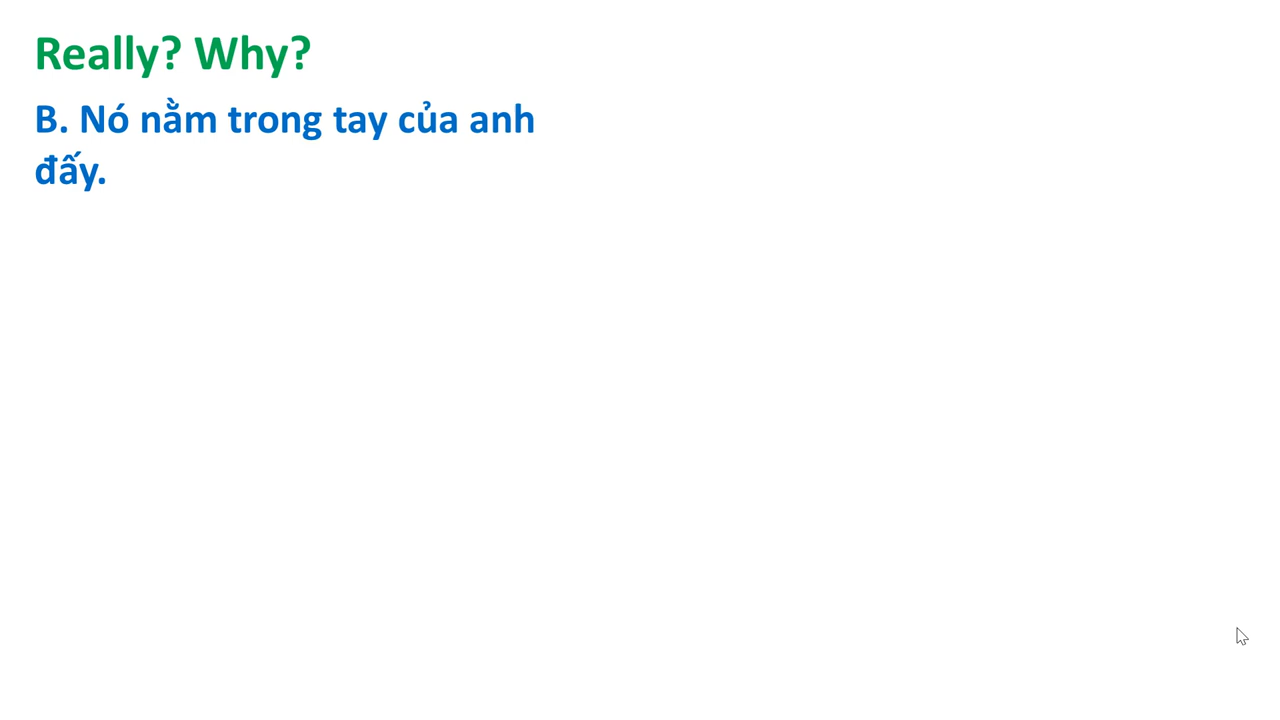 Really? Why?
B. Nó nằm trong tay của anh
đấy.